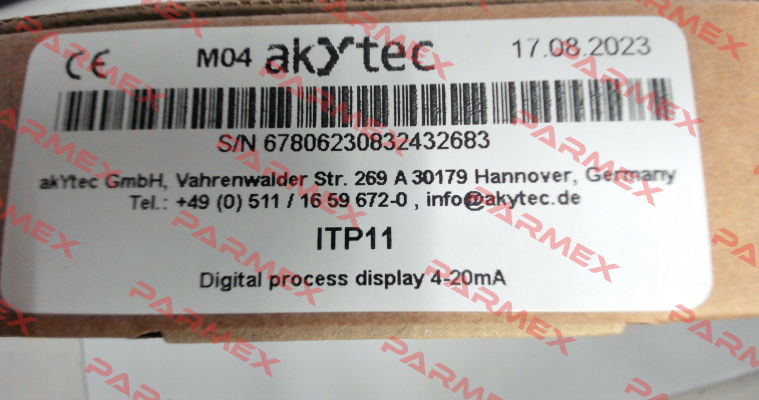 CE M04 akYtec 17.08.2023
S/N 67806230832432683
akYtec GmbH, Vahrenwalder Str. 269 A 30179 Hannover, Germany
Tel.: +49 (0) 511 / 16 59 672-0 , info@akytec.de
ITP11
Digital process display 4-20mA
PARMEX